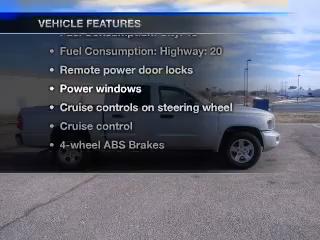 VEHICLE FEATURES
• Fuel Consumption: Highway: 20
• Remote power door locks
• Power windows
• Cruise controls on steering wheel
• Cruise control
• 4-wheel ABS Brakes